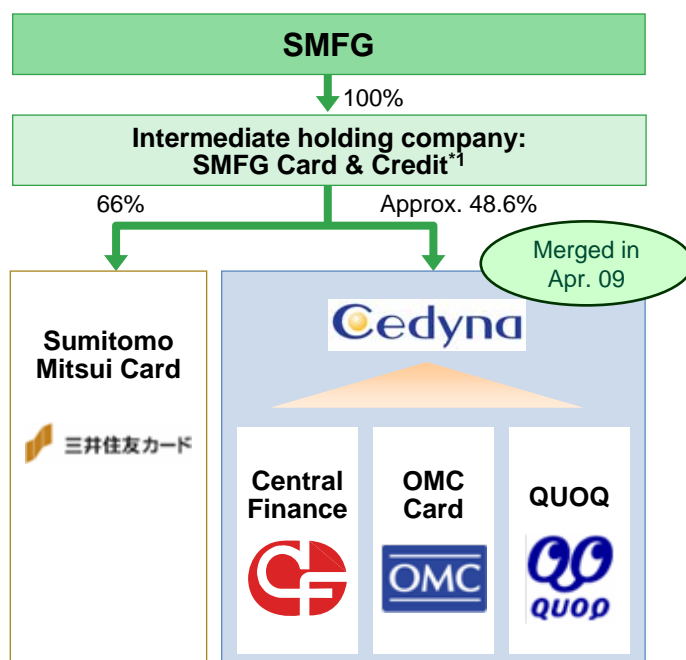 SMFG
100%
Intermediate holding company:
SMFG Card & Credit*1
66%
Approx. 48.6%
Merged in
Apr. 09
Cedyna
Sumitomo
Mitsui Card
三井住友カード
Central
Finance
OMC
Card
QUOQ
CF
OMC
QUOQ